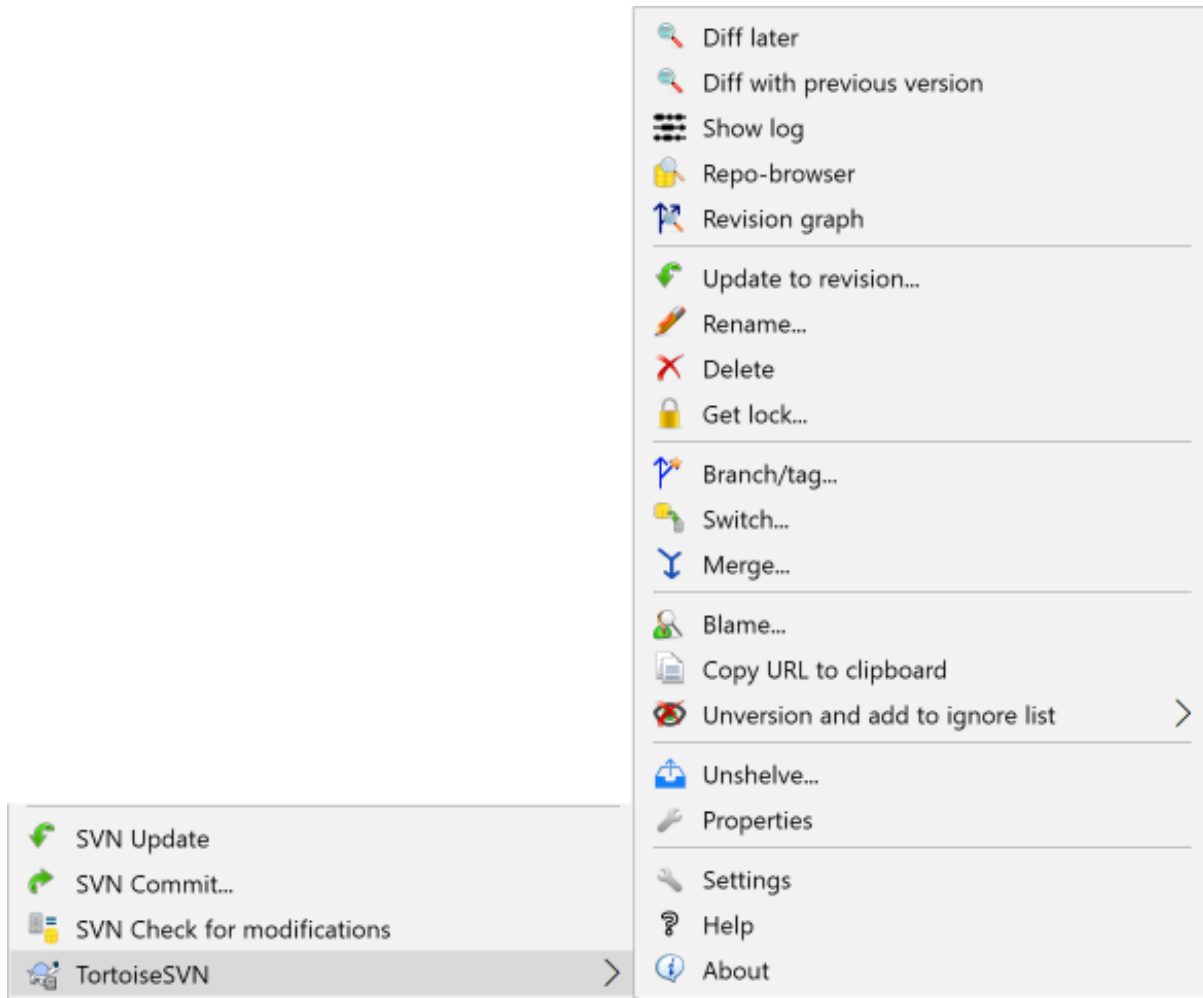 Diff later
Diff with previous version
Show log
Repo-browser
Revision graph
Update to revision...
Rename...
Delete
Get lock...
Branch/tag...
Switch...
Merge...
Blame...
Copy URL to clipboard
Unversion and add to ignore list
Unshelve...
Properties
Settings
Help
About
SVN Update
SVN Commit...
SVN Check for modifications
TortoiseSVN